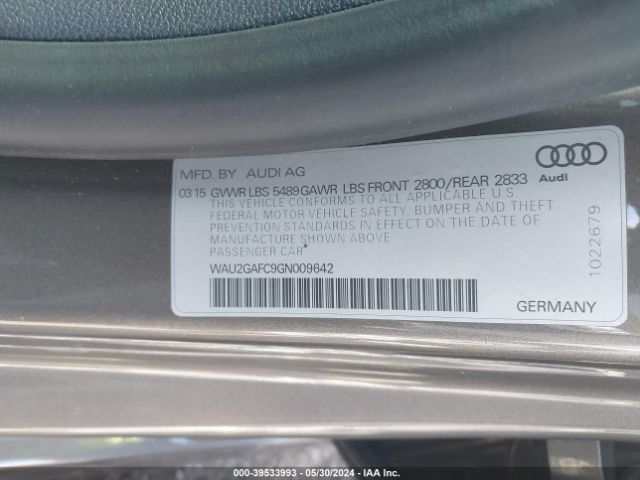 MFD. BY AUDI AG
03 15 GVWR LBS 5489 GAWR LBS FRONT 2800/REAR 2833
THIS VEHICLE CONFORMS TO ALL APPLICABLE U.S.
FEDERAL MOTOR VEHICLE SAFETY, BUMPER AND THEFT
PREVENTION STANDARDS IN EFFECT ON THE DATE OF
MANUFACTURE SHOWN ABOVE
PASSENGER CAR*
WAU2GAFC9GN009642
Audi
1022679
GERMANY
000-39533993 - 05/30/2024 - IAA Inc.